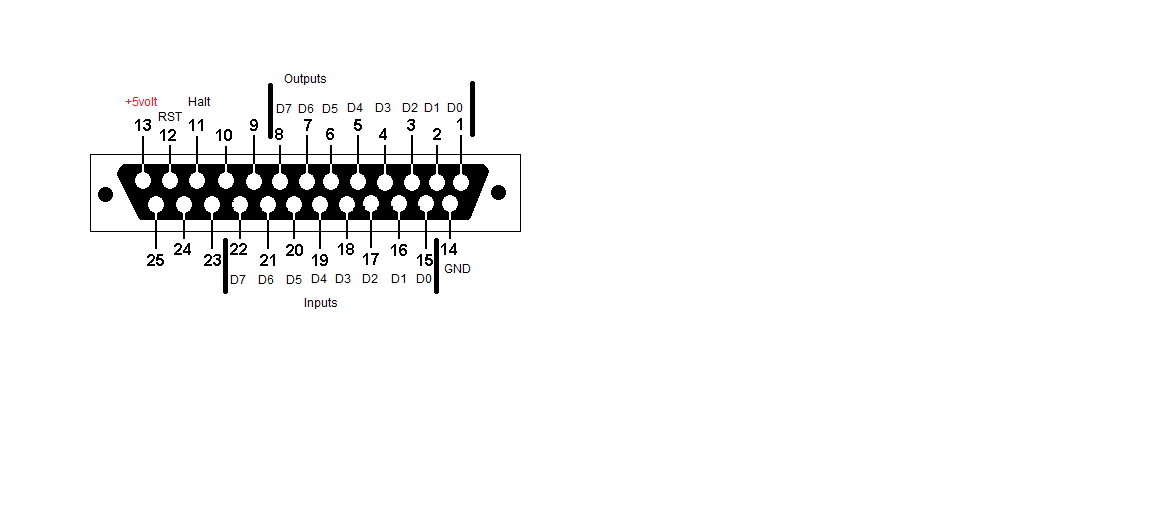 Outputs
+5volt Halt
RST
D7 D6 D5 D4 D3 D2 D1 D0
13 12 11 10 9 8 7 6 5 4 3 2 1
25 24 23 22 21 20 19 18 17 16 15 14
GND
D7 D6 D5 D4 D3 D2 D1 D0
Inputs